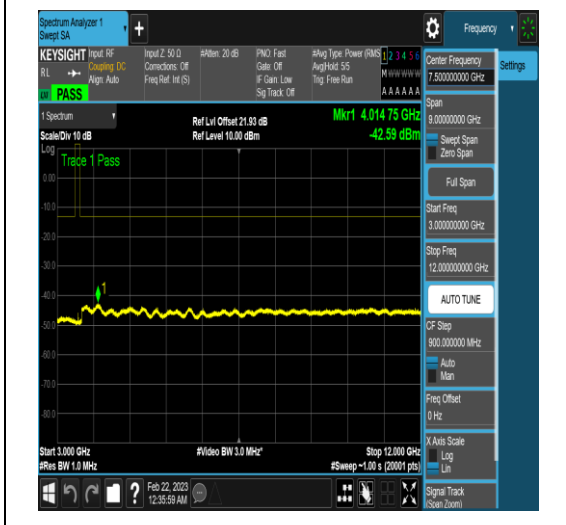 Spectrum Analyzer 1
Swept SA
+
Frequency
KEYSIGHT
RL
PASS
Input: RF
Coupling: DC
Align: Auto
Input Z: 50 Ω
Corrections: Off
Freq Ref: Int (S)
#Atten: 20 dB
PNO: Fast
Gate: Off
IF Gain: Low
Sig Track: Off
#Avg Type: Power (RMS
Avg|Hold: 5/5
Trig: Free Run
1 2 3 4 5 6
M W W W W W
A A A A A A
Center Frequency
7.500000000 GHz
Settings
1 Spectrum
Scale/Div 10 dB
Log
Ref Lvl Offset 21.93 dB
Ref Level 10.00 dBm
Mkr1 4.014 75 GHz
-42.59 dBm
Trace 1 Pass
0.00
-10.0
-20.0
-30.0
-40.0
-50.0
-60.0
-70.0
-80.0
1
Span
9.00000000 GHz
Swept Span
Zero Span
Full Span
Start Freq
3.000000000 GHz
Stop Freq
12.000000000 GHz
AUTO TUNE
CF Step
900.000000 MHz
Auto
Man
Freq Offset
0 Hz
X Axis Scale
Log
Lin
Signal Track
(Span Zoom)
Start 3.000 GHz
#Res BW 1.0 MHz
#Video BW 3.0 MHz*
Stop 12.000 GHz
#Sweep ~1.00 s (20001 pts)
?
Feb 22, 2023
12:35:59 AM